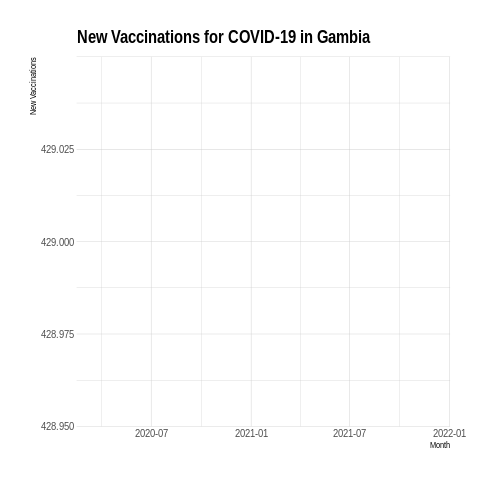 New Vaccinations for COVID-19 in Gambia
New Vaccinations
429.025
429.000
428.975
428.950
2020-07 2021-01 2021-07 2022-01
Month